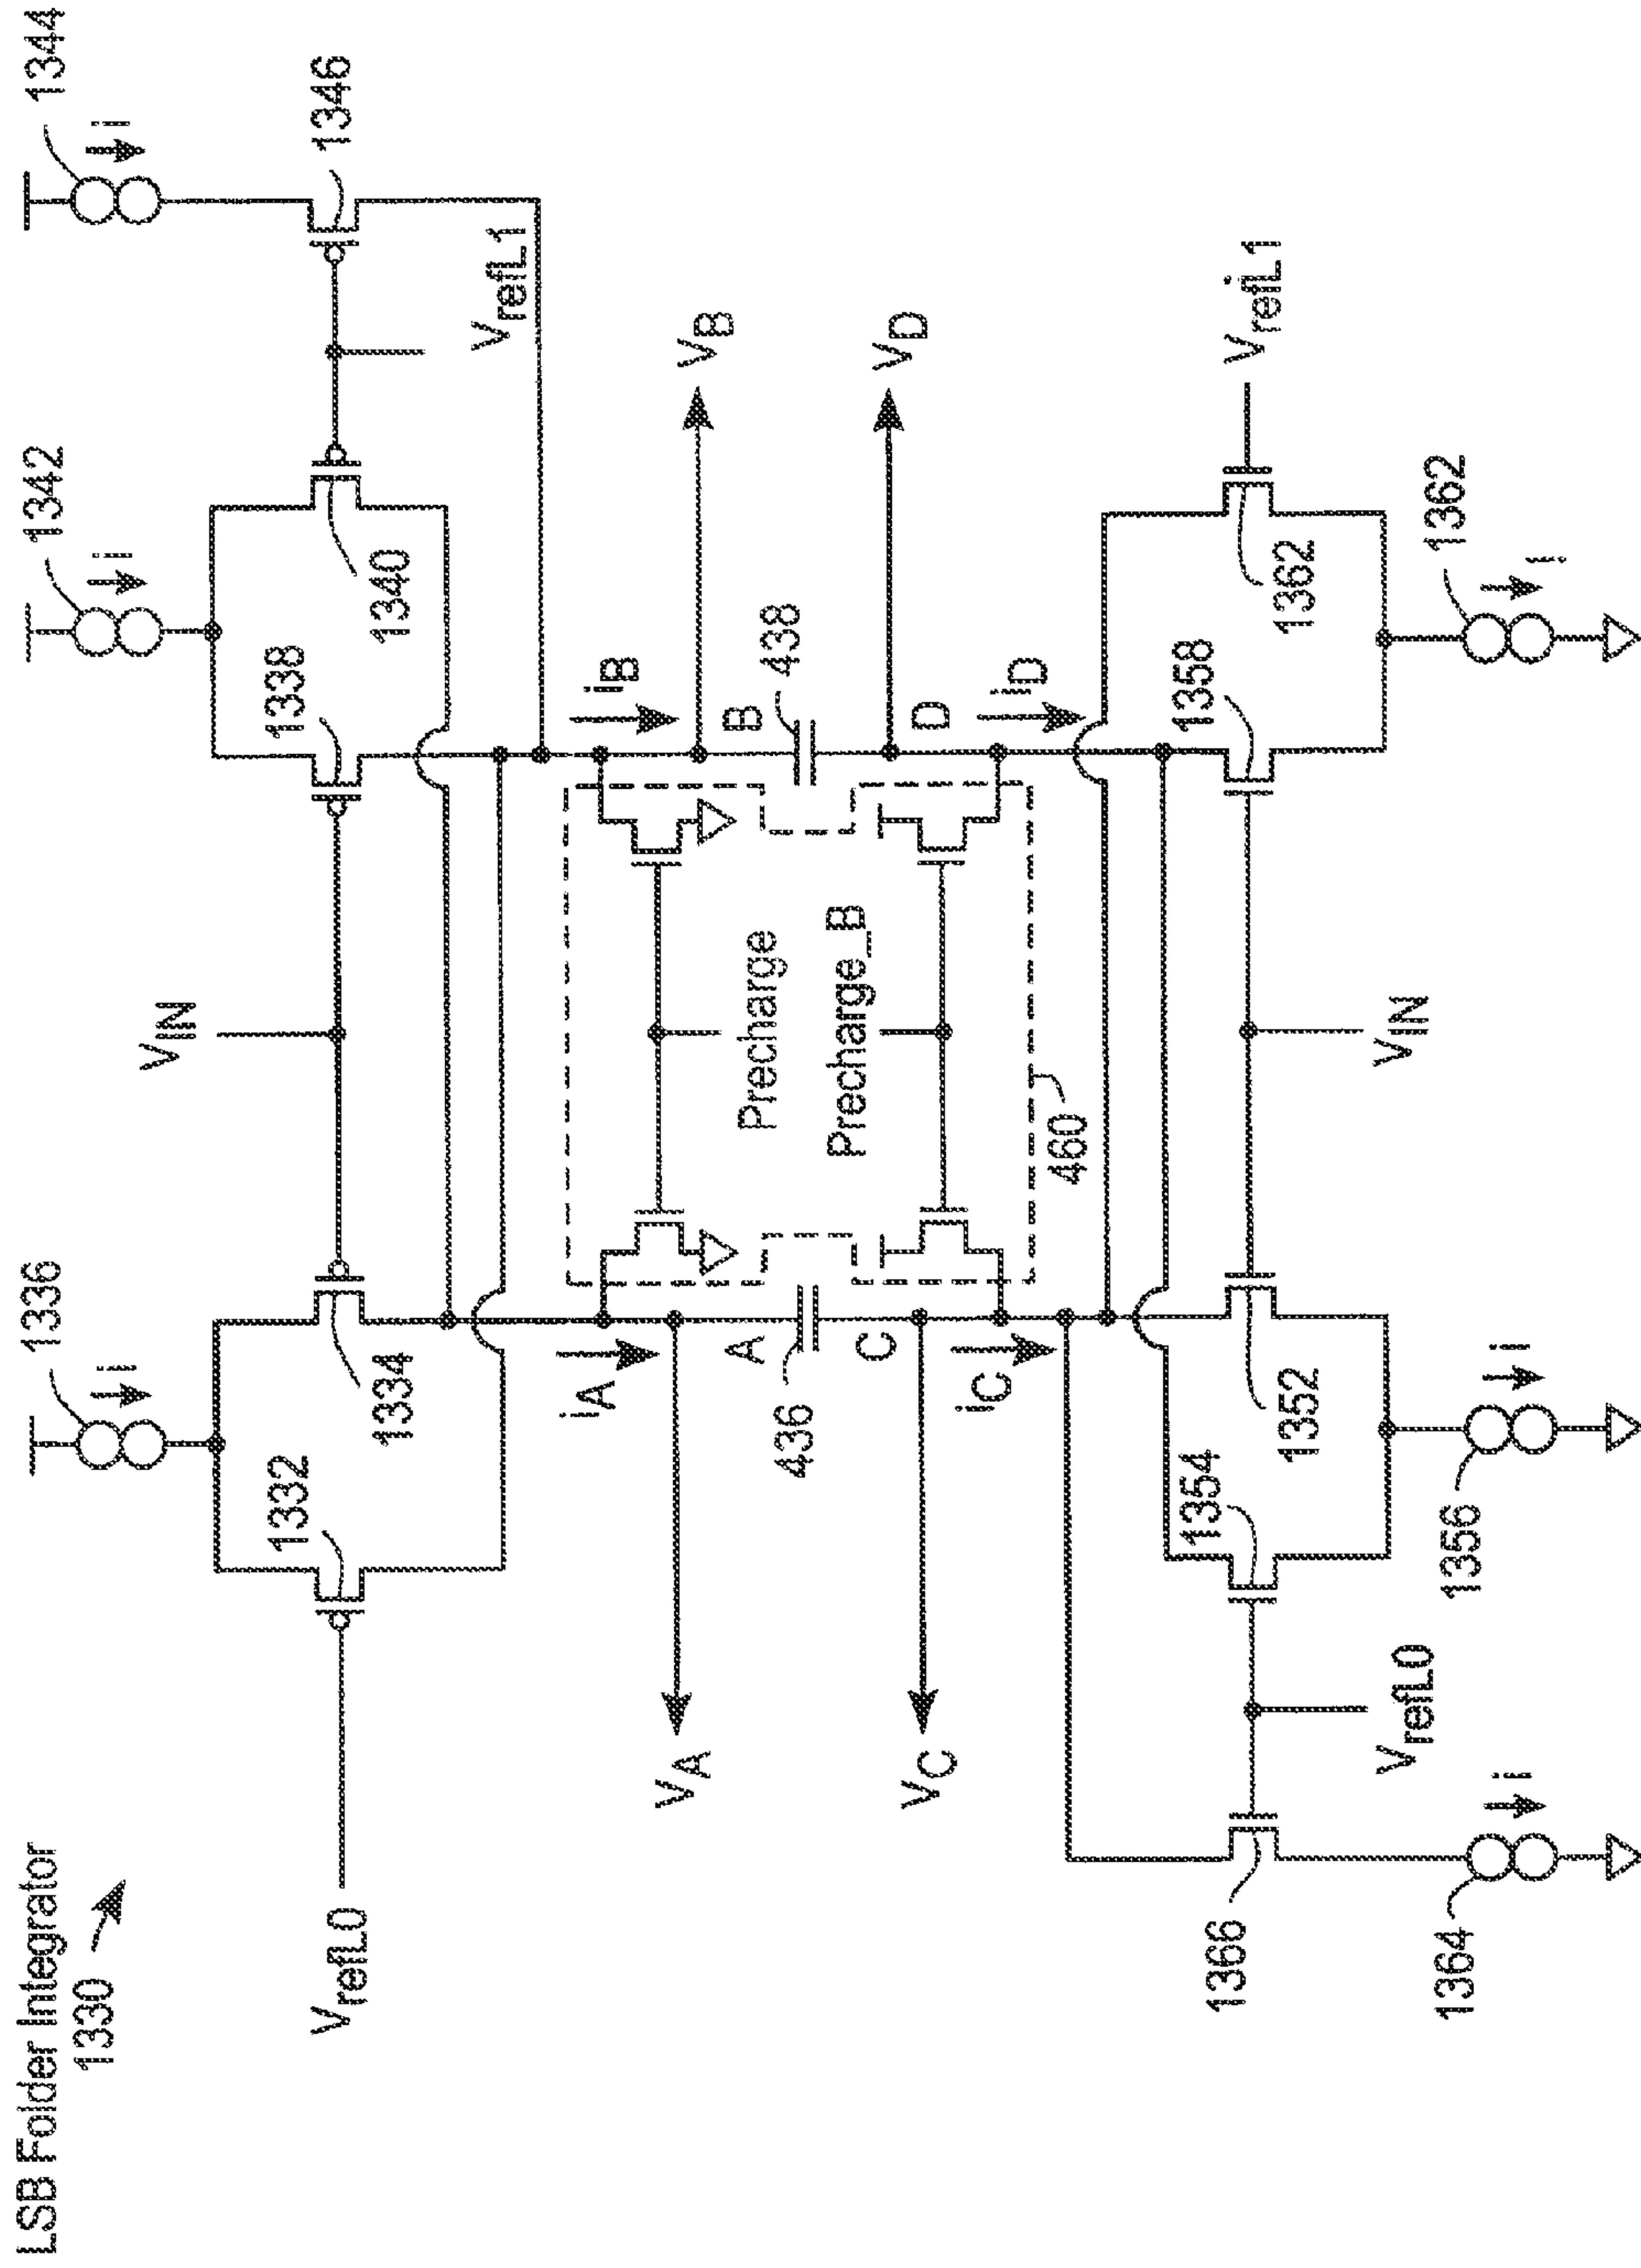 LSB Folder Integrator
1330
1336
1342
1344
i
i
i
VIN
1332
1334
1338
1340
1346
VrefL0
VrefL1
iA
iB
VA
VB
A
B
Precharge
436
438
Precharge_B
C
D
VC
VD
iC
iD
460
1354
1352
1358
1362
1366
VrefL0
VIN
VrefL1
1364
1356
1362
i
i
i